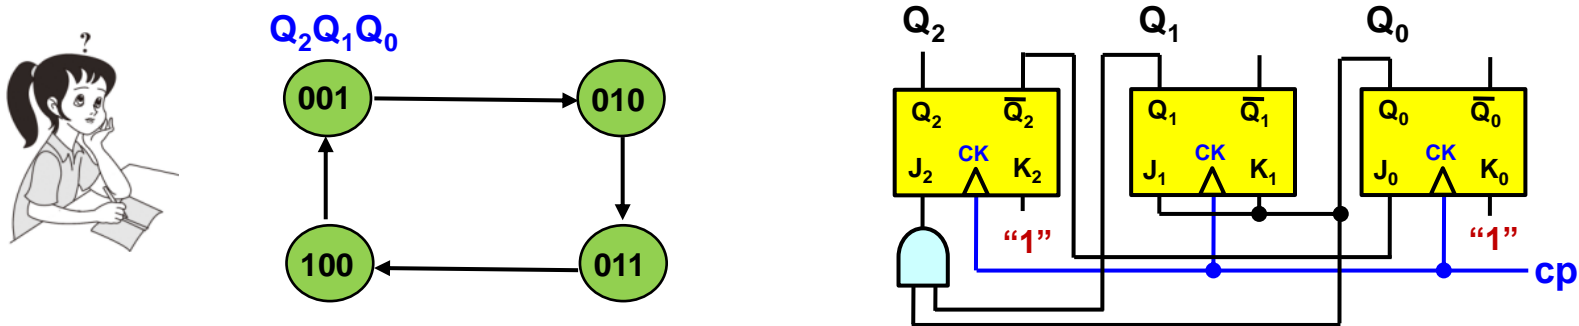 ?
Q₂Q₁Q₀
001
010
100
011
Q₂ Q₁ Q₀
Q₂ Q̅₂ Q₁ Q̅₁ Q₀ Q̅₀
CK CK CK
J₂ K₂ J₁ K₁ J₀ K₀
“1” “1”
cp